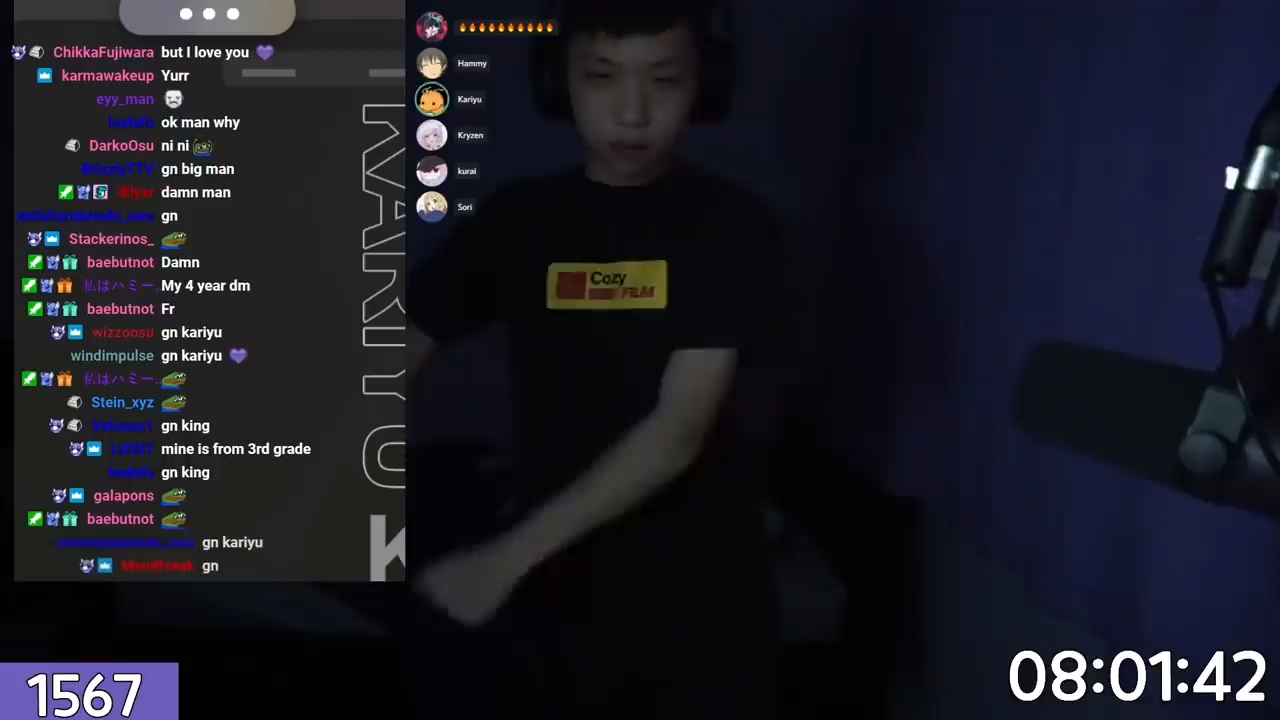 ChikkaFujiwara but I love you
karmawakeup Yurr
eyy_man
ok man why
DarkoOsu ni ni
gn big man
damn man
gn
Stackerinos_
baebutnot Damn
私はハミー... My 4 year dm
baebutnot Fr
wizzoosu gn kariyu
windimpulse gn kariyu
私はハミー...
Stein_xyz
gn king
mine is from 3rd grade
gn king
galapons
baebutnot
gn kariyu
gn
KARIYU
K
Hammy
Kariyu
Kryzen
kurai
Sori
Cozy
FILM
1567
08:01:42